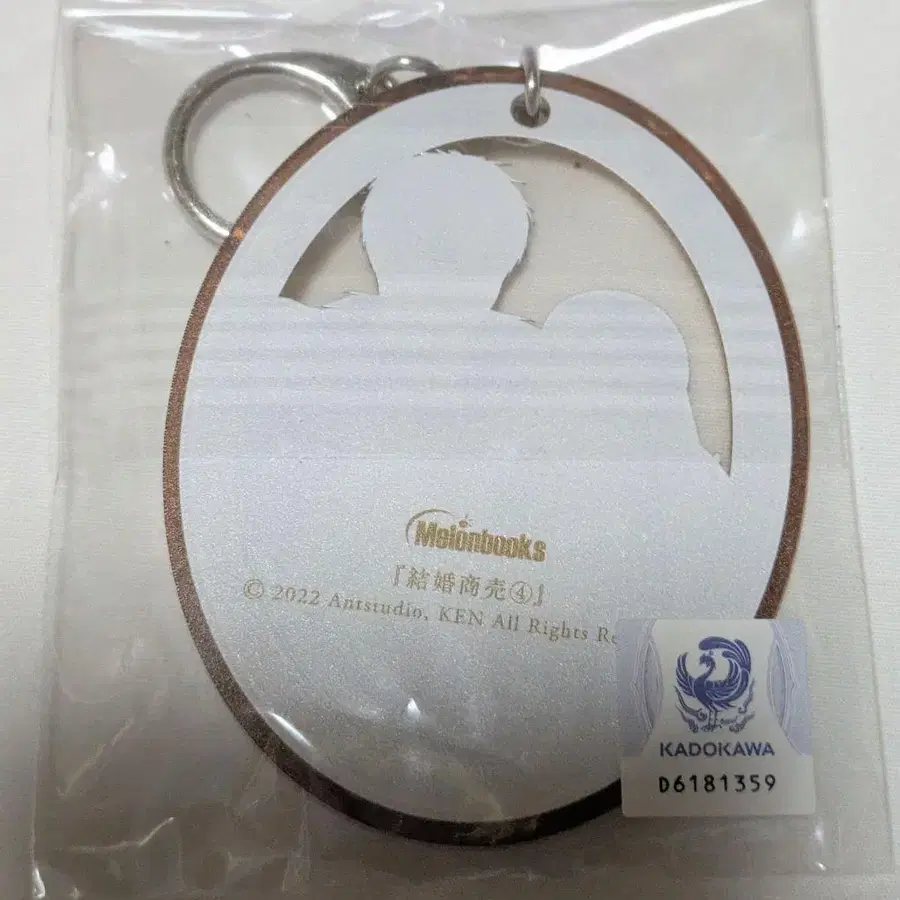 Melonbooks
『結婚商売④』
© 2022 Antstudio, KEN All Rights Re
KADOKAWA
D6181359